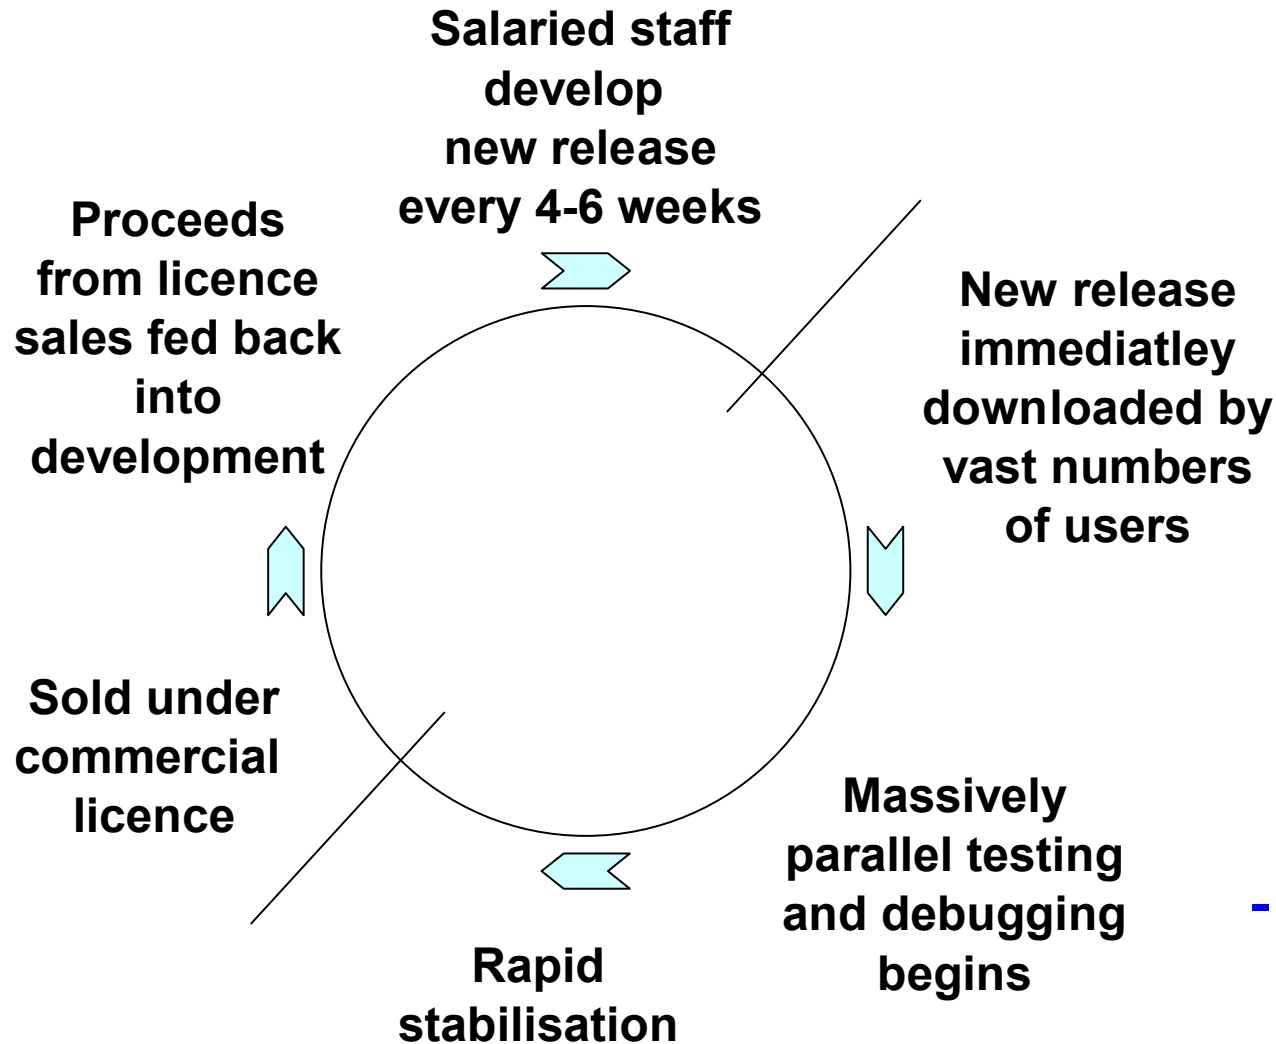 Salaried staff
develop
new release
every 4-6 weeks
New release
immediatley
downloaded by
vast numbers
of users
Massively
parallel testing
and debugging
begins
-
Rapid
stabilisation
Sold under
commercial
licence
Proceeds
from licence
sales fed back
into
development